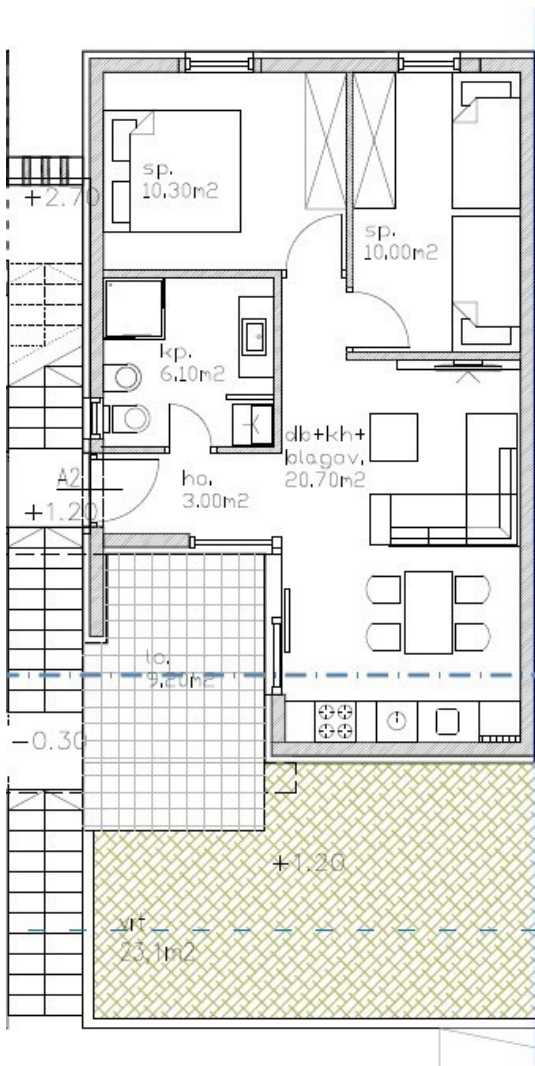 sp.
10.30m2
+2.70
sp.
10.00m2
kp.
6.10m2
db+kh+
blagov.
20.70m2
A2
ho.
3.00m2
+1.20
lo.
9.20m2
-0.30
+1.20
vrt
23,1m2